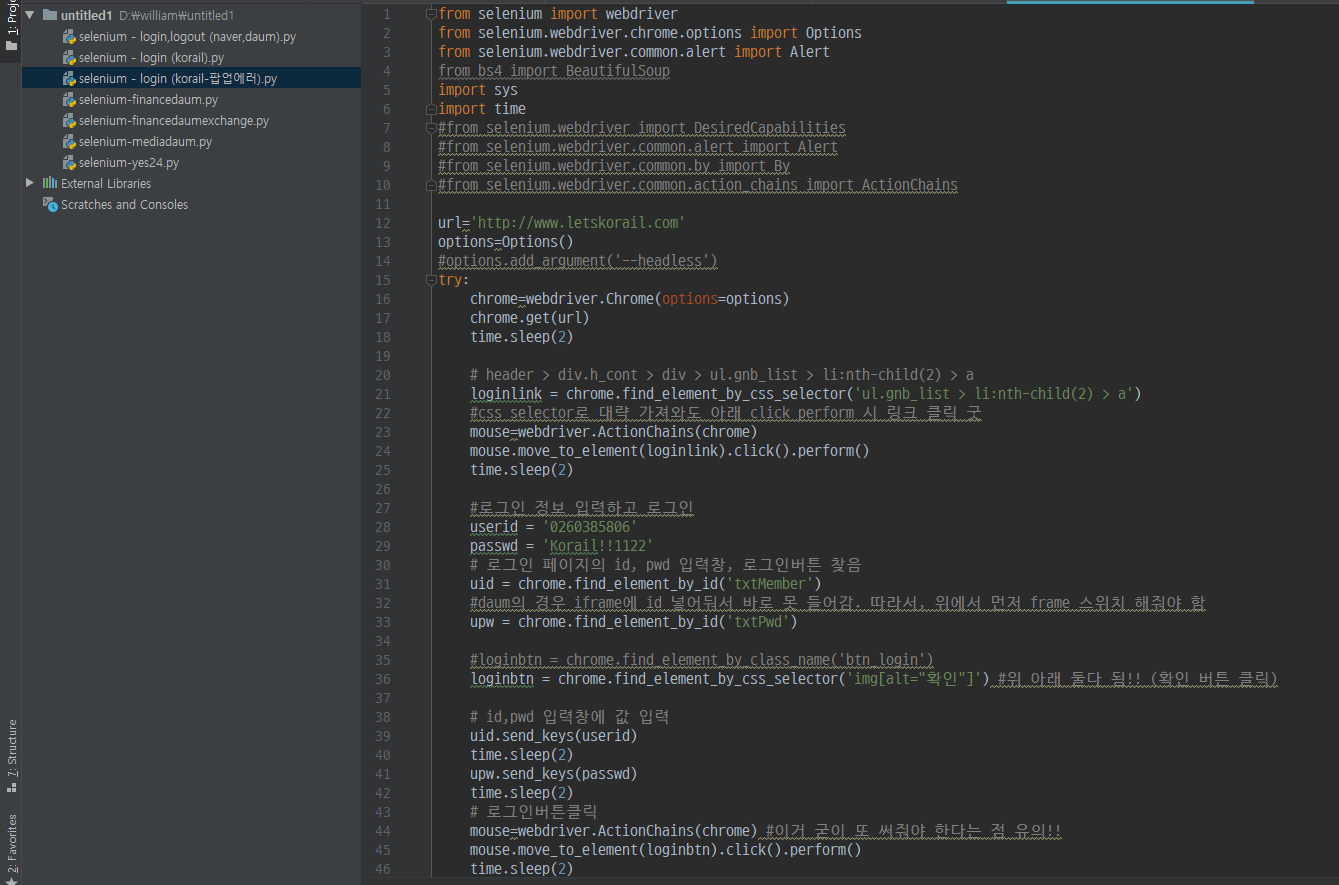 1: Proje
untitled1 D:₩william₩untitled1
selenium - login,logout (naver,daum).py
selenium - login (korail).py
selenium - login (korail-팝업에러).py
selenium-financedaum.py
selenium-financedaumexchange.py
selenium-mediadaum.py
selenium-yes24.py
External Libraries
Scratches and Consoles
7: Structure
2: Favorites
1 from selenium import webdriver
2 from selenium.webdriver.chrome.options import Options
3 from selenium.webdriver.common.alert import Alert
4 from bs4 import BeautifulSoup
5 import sys
6 import time
7 #from selenium.webdriver import DesiredCapabilities
8 #from selenium.webdriver.common.alert import Alert
9 #from selenium.webdriver.common.by import By
10 #from selenium.webdriver.common.action_chains import ActionChains
11
12 url='http://www.letskorail.com'
13 options=Options()
14 #options.add_argument('--headless')
15 try:
16 chrome=webdriver.Chrome(options=options)
17 chrome.get(url)
18 time.sleep(2)
19
20 # header > div.h_cont > div > ul.gnb_list > li:nth-child(2) > a
21 loginlink = chrome.find_element_by_css_selector('ul.gnb_list > li:nth-child(2) > a')
22 #css selector로 대략 가져와도 아래 click perform 시 링크 클릭 굿
23 mouse=webdriver.ActionChains(chrome)
24 mouse.move_to_element(loginlink).click().perform()
25 time.sleep(2)
26
27 #로그인 정보 입력하고 로그인
28 userid = '0260385806'
29 passwd = 'Korail!!1122'
30 # 로그인 페이지의 id, pwd 입력창, 로그인버튼 찾음
31 uid = chrome.find_element_by_id('txtMember')
32 #daum의 경우 iframe에 id 넣어둬서 바로 못 들어감. 따라서, 위에서 먼저 frame 스위치 해줘야 함
33 upw = chrome.find_element_by_id('txtPwd')
34
35 #loginbtn = chrome.find_element_by_class_name('btn_login')
36 loginbtn = chrome.find_element_by_css_selector('img[alt="확인"]') #위 아래 둘다 됨!! (확인 버튼 클릭)
37
38 # id,pwd 입력창에 값 입력
39 uid.send_keys(userid)
40 time.sleep(2)
41 upw.send_keys(passwd)
42 time.sleep(2)
43 # 로그인버튼클릭
44 mouse=webdriver.ActionChains(chrome) #이거 굳이 또 써줘야 한다는 점 유의!!
45 mouse.move_to_element(loginbtn).click().perform()
46 time.sleep(2)